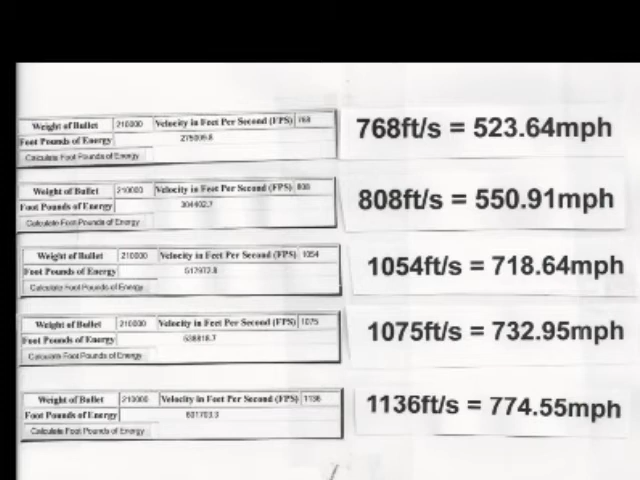 Weight of Bullet 210000 Velocity in Feet Per Second (FPS) 768
Foot Pounds of Energy
Calculate Foot Pounds of Energy
768ft/s = 523.64mph
Weight of Bullet 210000 Velocity in Feet Per Second (FPS) 808
Foot Pounds of Energy 304402.7
Calculate Foot Pounds of Energy
808ft/s = 550.91mph
Weight of Bullet 210000 Velocity in Feet Per Second (FPS) 1054
Foot Pounds of Energy 517972.8
Calculate Foot Pounds of Energy
1054ft/s = 718.64mph
Weight of Bullet 210000 Velocity in Feet Per Second (FPS) 1075
Foot Pounds of Energy
Calculate Foot Pounds of Energy
1075ft/s = 732.95mph
Weight of Bullet 210000 Velocity in Feet Per Second (FPS) 1136
Foot Pounds of Energy
Calculate Foot Pounds of Energy
1136ft/s = 774.55mph